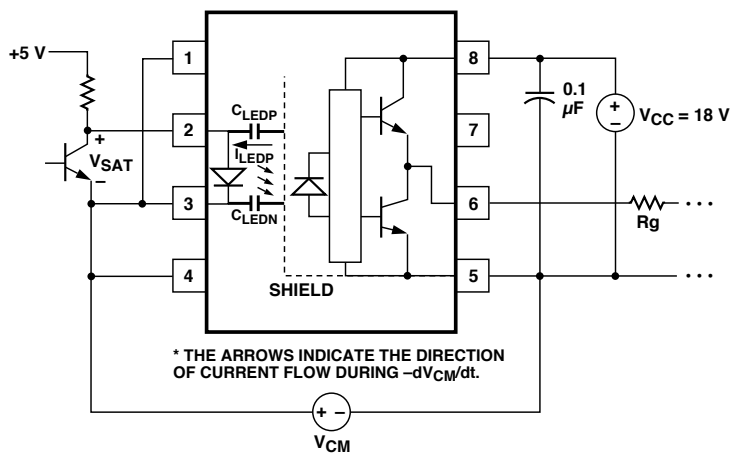 +5 V
1
8
C_LEDP
0.1
µF
+
−
V_CC = 18 V
2
7
+
V_SAT
−
I_LEDP
3
6
C_LEDN
Rg
• • •
4
5
SHIELD
• • •
* THE ARROWS INDICATE THE DIRECTION
OF CURRENT FLOW DURING –dV_CM/dt.
+ −
V_CM